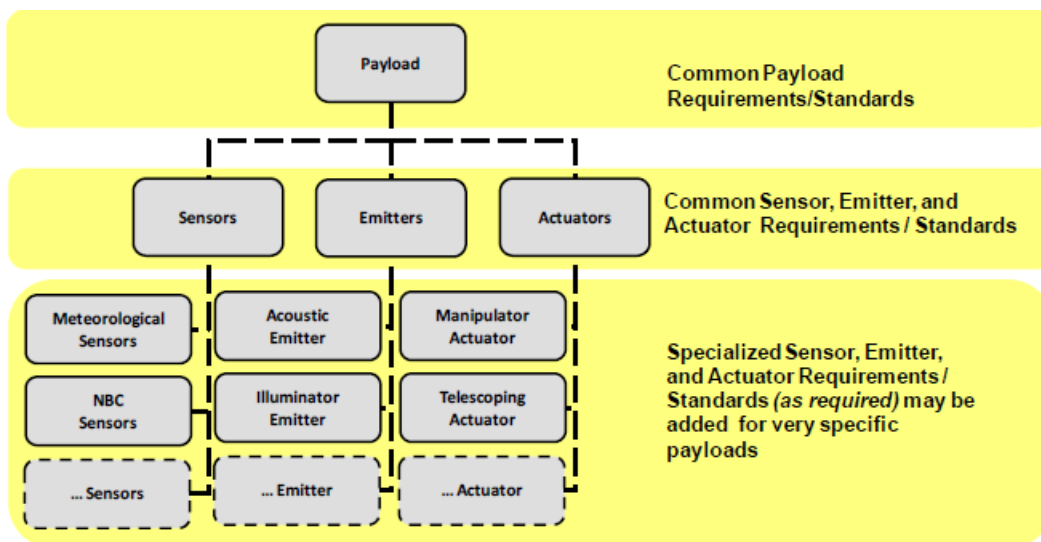 Payload
Common Payload
Requirements/Standards
Sensors
Emitters
Actuators
Common Sensor, Emitter, and
Actuator Requirements / Standards
Meteorological
Sensors
Acoustic
Emitter
Manipulator
Actuator
NBC
Sensors
Illuminator
Emitter
Telescoping
Actuator
... Sensors
... Emitter
... Actuator
Specialized Sensor, Emitter,
and Actuator Requirements /
Standards (as required) may be
added for very specific
payloads